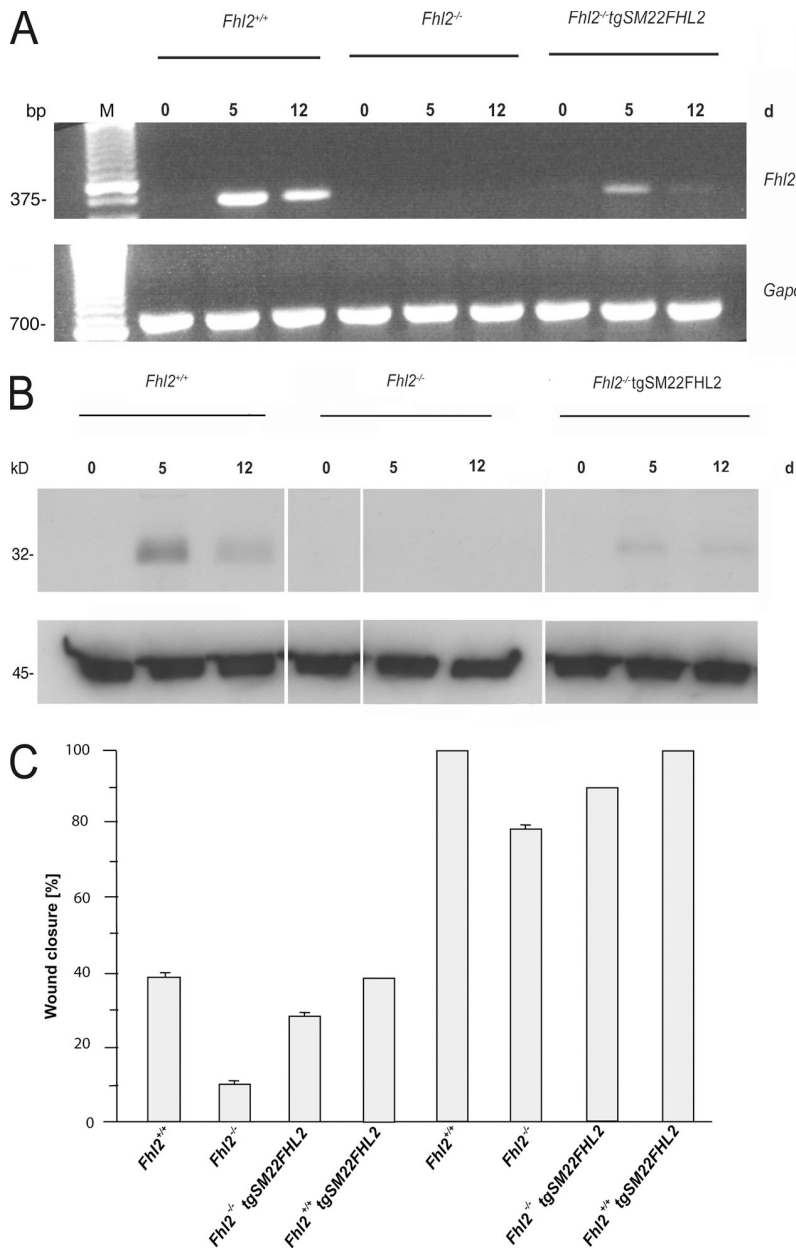 A
Fhl2+/+ Fhl2-/- Fhl2-/-tgSM22FHL2
bp M 0 5 12 0 5 12 0 5 12 d
375- Fhl2
700- Gapd
B
Fhl2+/+ Fhl2-/- Fhl2-/-tgSM22FHL2
kD 0 5 12 0 5 12 0 5 12 d
32-
45-
C
Wound closure [%]
100
80
60
40
20
0
Fhl2+/+
Fhl2-/-
Fhl2-/- tgSM22FHL2
Fhl2+/+ tgSM22FHL2
Fhl2+/+
Fhl2-/-
Fhl2-/- tgSM22FHL2
Fhl2+/+ tgSM22FHL2